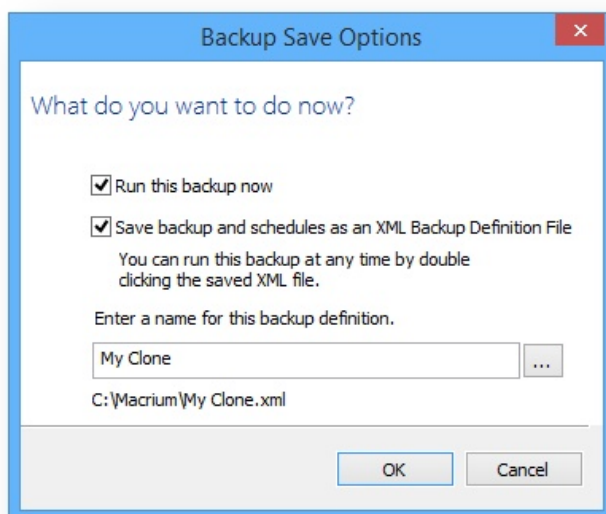 Backup Save Options
What do you want to do now?
Run this backup now
Save backup and schedules as an XML Backup Definition File
You can run this backup at any time by double
clicking the saved XML file.
Enter a name for this backup definition.
My Clone
...
C:\Macrium\My Clone.xml
OK Cancel